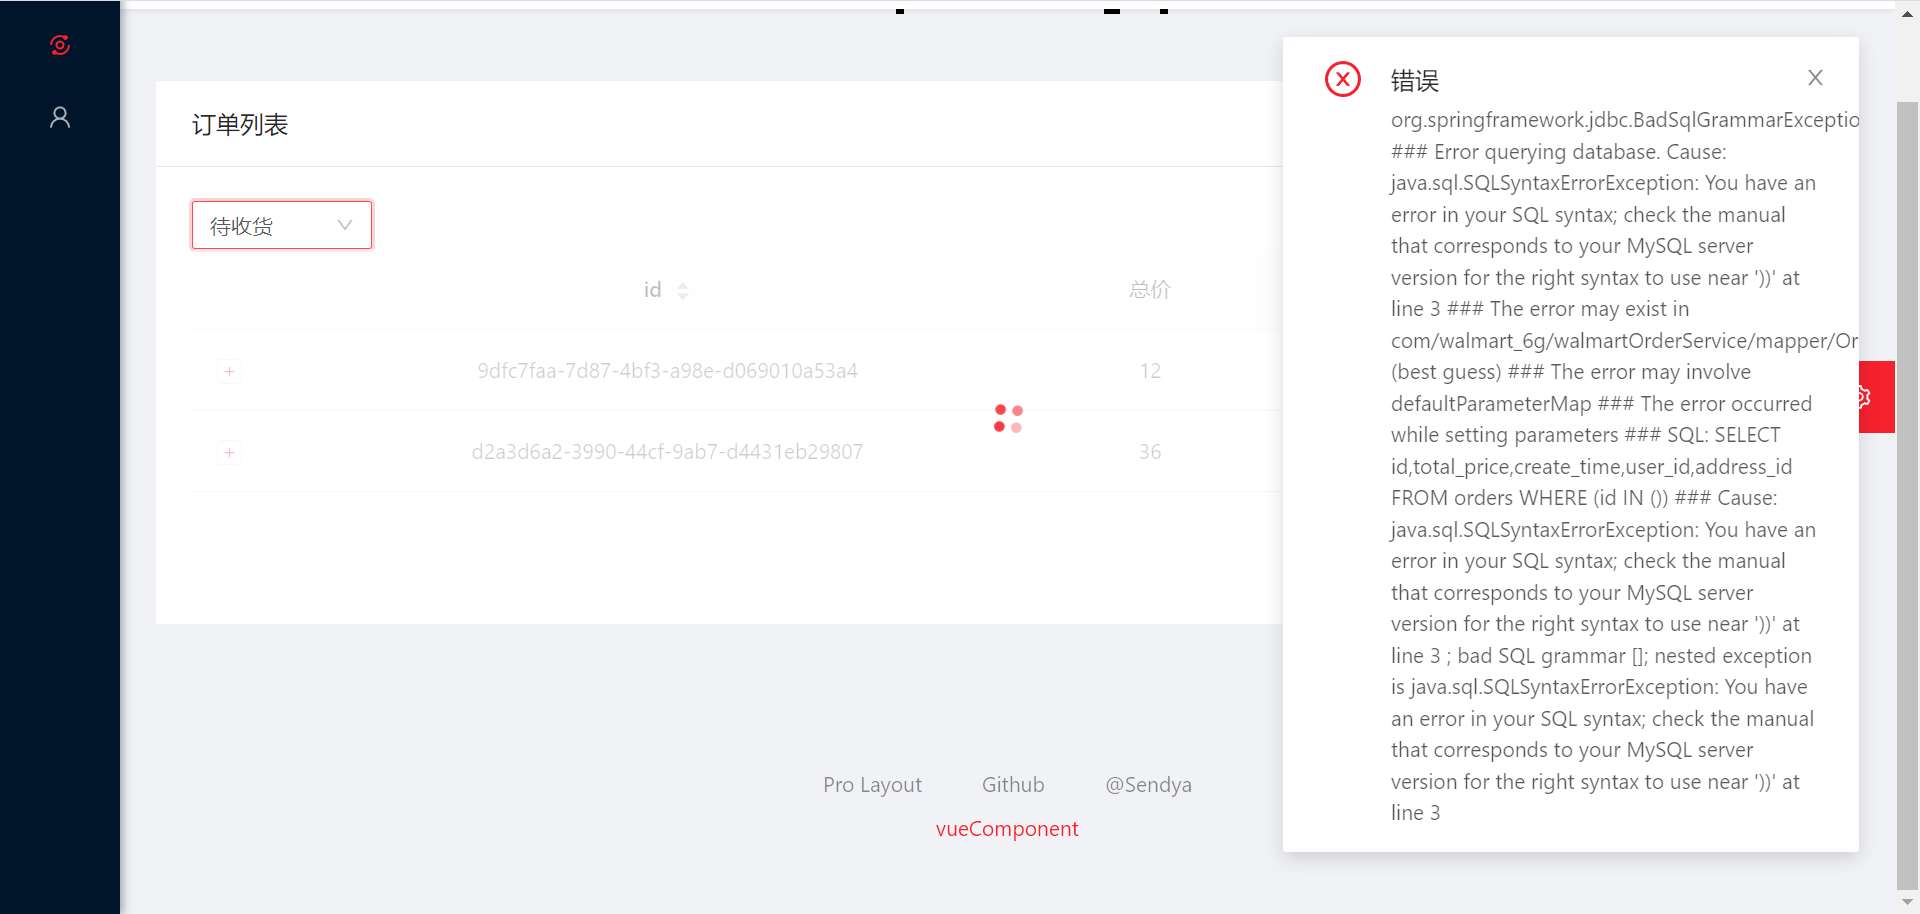 订单列表
待收货
id 总价
9dfc7faa-7d87-4bf3-a98e-d069010a53a4 12
d2a3d6a2-3990-44cf-9ab7-d4431eb29807 36
错误
org.springframework.jdbc.BadSqlGrammarExceptio
### Error querying database. Cause:
java.sql.SQLSyntaxErrorException: You have an
error in your SQL syntax; check the manual
that corresponds to your MySQL server
version for the right syntax to use near '))' at
line 3 ### The error may exist in
com/walmart_6g/walmartOrderService/mapper/Or
(best guess) ### The error may involve
defaultParameterMap ### The error occurred
while setting parameters ### SQL: SELECT
id,total_price,create_time,user_id,address_id
FROM orders WHERE (id IN ()) ### Cause:
java.sql.SQLSyntaxErrorException: You have an
error in your SQL syntax; check the manual
that corresponds to your MySQL server
version for the right syntax to use near '))' at
line 3 ; bad SQL grammar []; nested exception
is java.sql.SQLSyntaxErrorException: You have
an error in your SQL syntax; check the manual
that corresponds to your MySQL server
version for the right syntax to use near '))' at
line 3
Pro Layout Github @Sendya
vueComponent